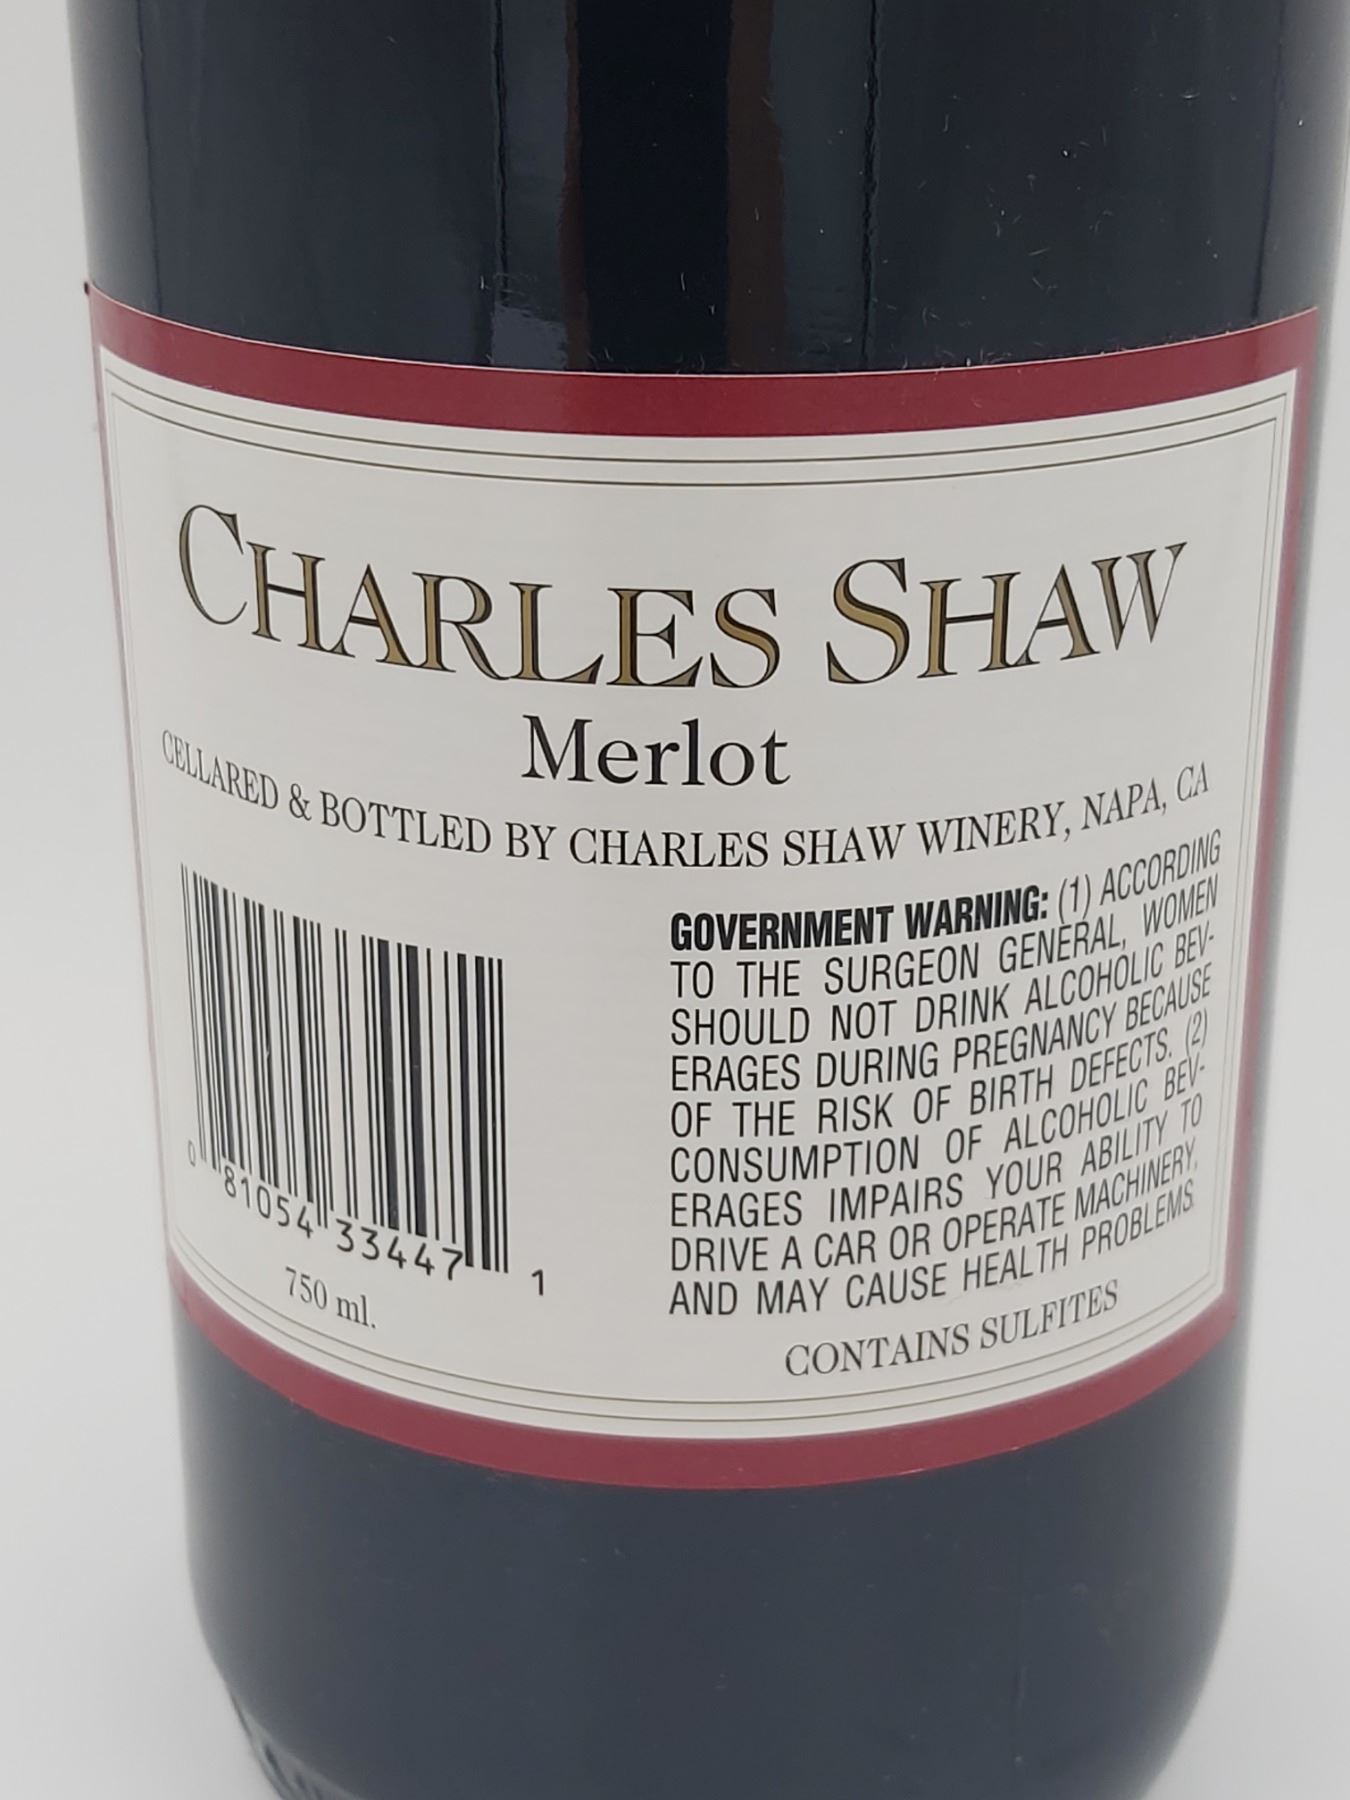 CHARLES SHAW
Merlot
CELLARED & BOTTLED BY CHARLES SHAW WINERY, NAPA, CA
GOVERNMENT WARNING: (1) ACCORDING
TO THE SURGEON GENERAL, WOMEN
SHOULD NOT DRINK ALCOHOLIC BEV-
ERAGES DURING PREGNANCY BECAUSE
OF THE RISK OF BIRTH DEFECTS. (2)
CONSUMPTION OF ALCOHOLIC BEV-
ERAGES IMPAIRS YOUR ABILITY TO
DRIVE A CAR OR OPERATE MACHINERY,
AND MAY CAUSE HEALTH PROBLEMS.
0 81054 33447 1
750 ml.
CONTAINS SULFITES